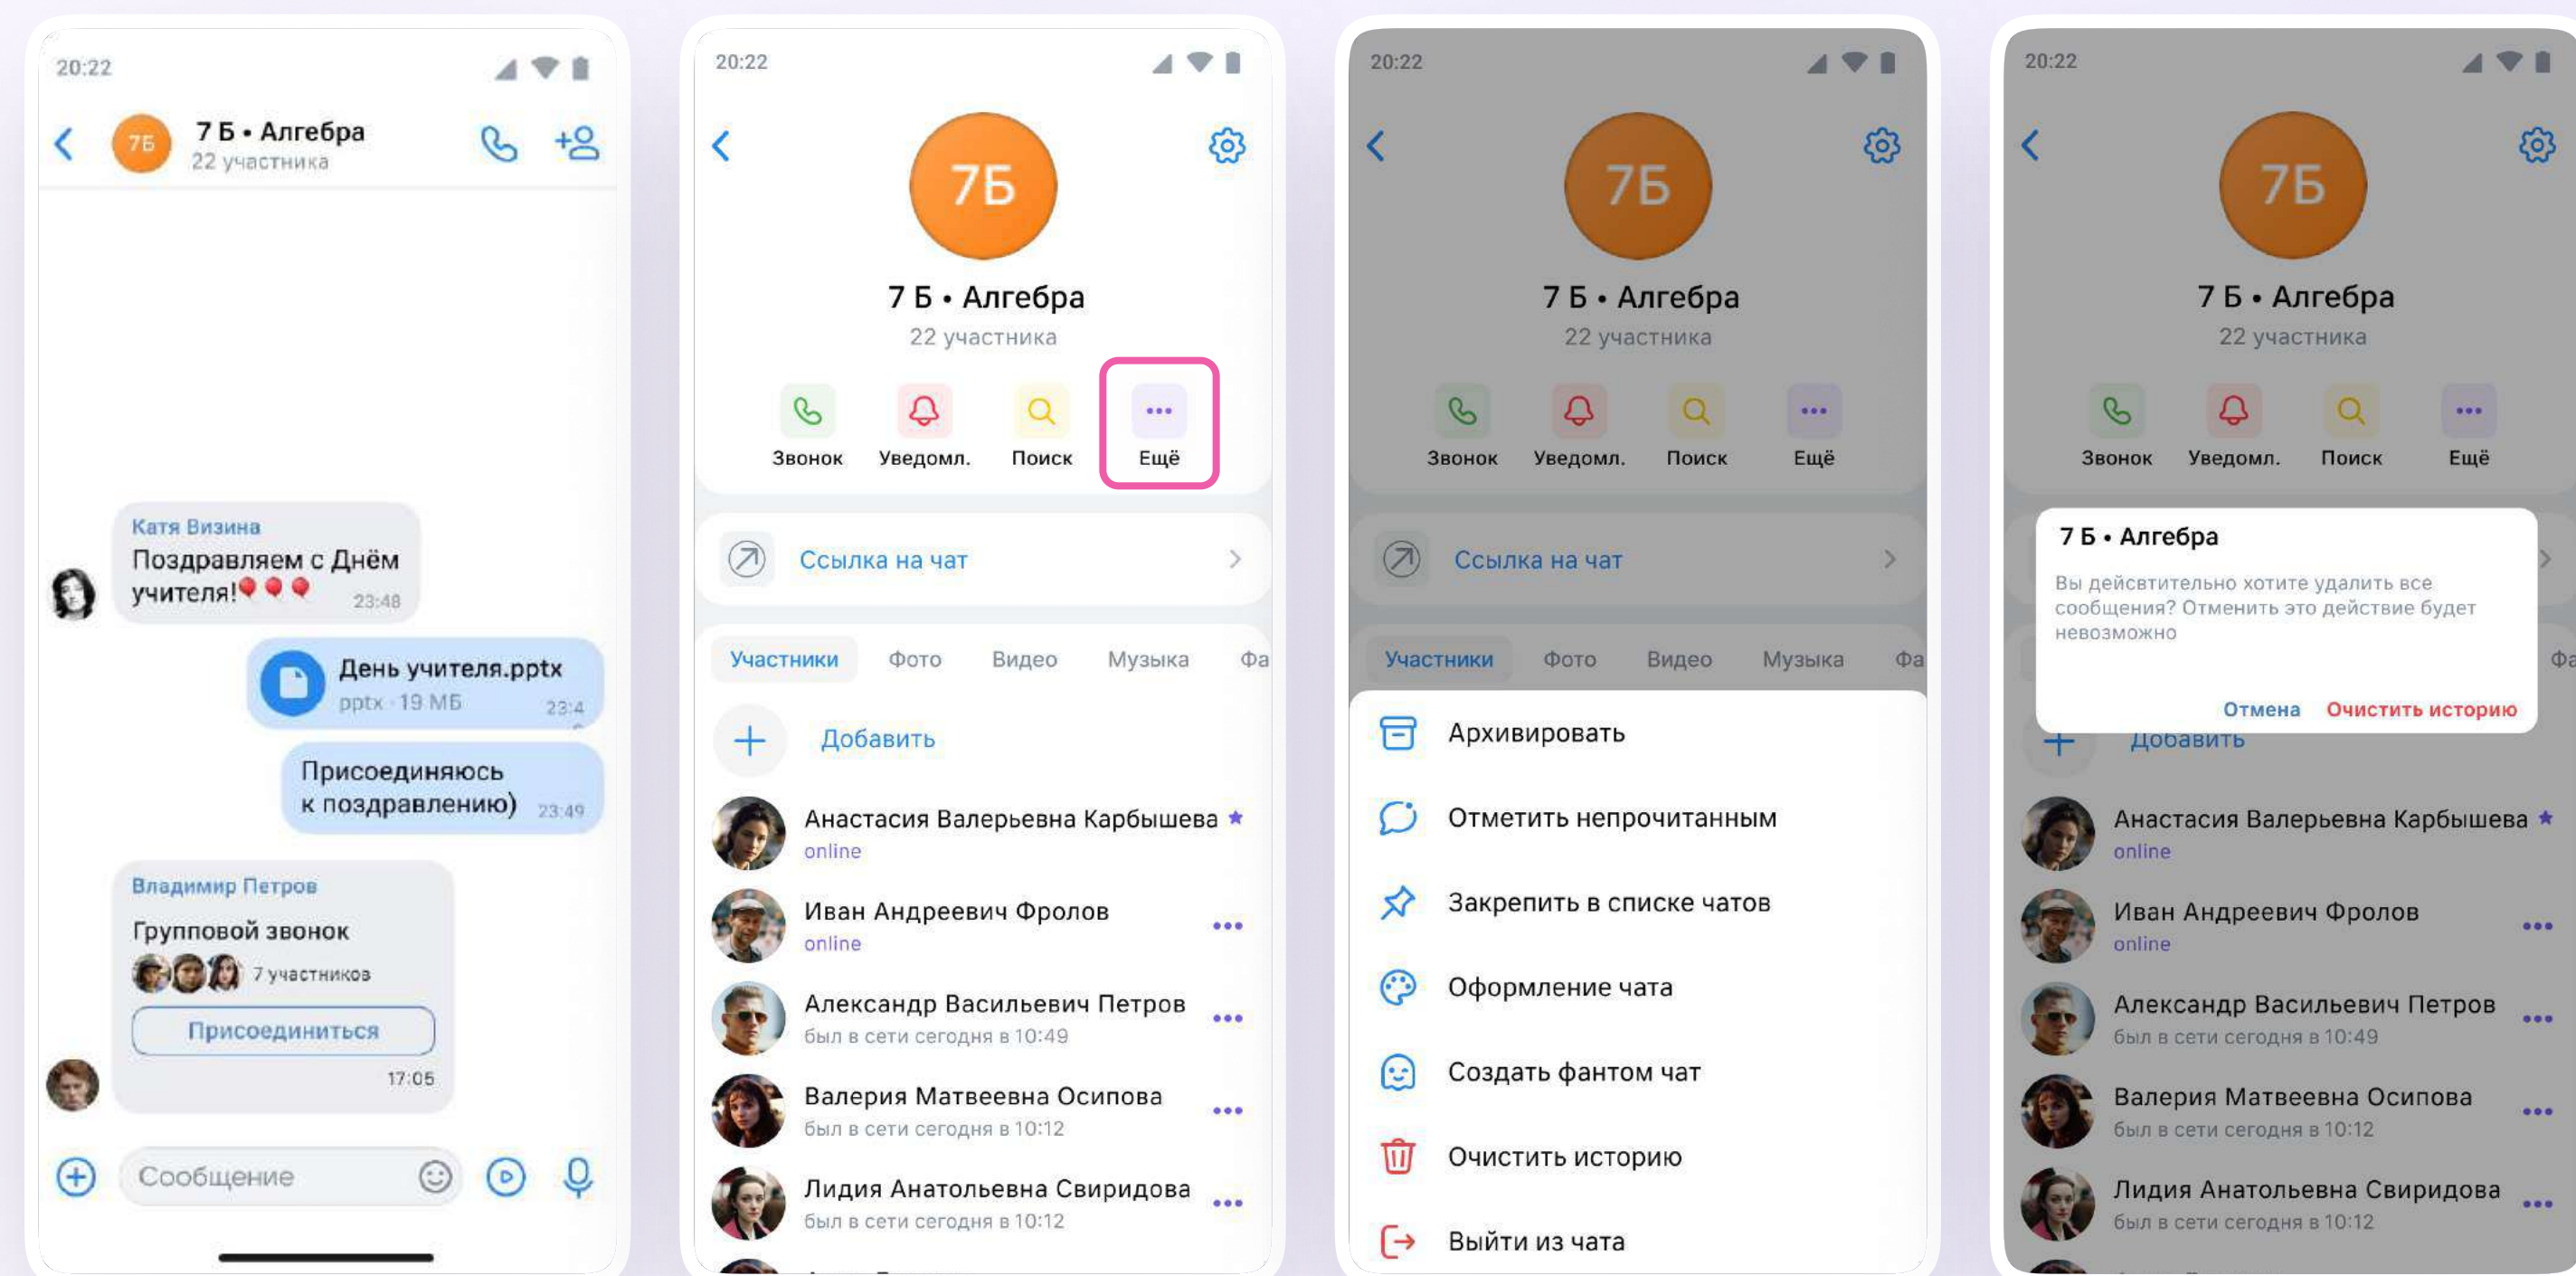 20:22
75
7 Б • Алгебра
22 участника
Катя Визина
Поздравляем с Днём
учителя!
23:48
День учителя.pptx
pptx · 19 МБ
23:4
Присоединяюсь
к поздравлению)
23:49
Владимир Петров
Групповой звонок
7 участников
Присоединиться
17:05
Сообщение
20:22
7Б
7 Б • Алгебра
22 участника
Звонок
Уведомл.
Поиск
Ещё
Ссылка на чат
Участники
Фото
Видео
Музыка
Фа
Добавить
Анастасия Валерьевна Карбышева
online
Иван Андреевич Фролов
online
Александр Васильевич Петров
был в сети сегодня в 10:49
Валерия Матвеевна Осипова
был в сети сегодня в 10:12
Лидия Анатольевна Свиридова
был в сети сегодня в 10:12
20:22
7Б
7 Б • Алгебра
22 участника
Звонок
Уведомл.
Поиск
Ещё
Ссылка на чат
Участники
Фото
Видео
Музыка
Фа
Архивировать
Отметить непрочитанным
Закрепить в списке чатов
Оформление чата
Создать фантом чат
Очистить историю
Выйти из чата
20:22
7Б
7 Б • Алгебра
22 участника
Звонок
Уведомл.
Поиск
Ещё
7 Б • Алгебра
Вы дейсвтительно хотите удалить все
сообщения? Отменить это действие будет
невозможно
Отмена
Очистить историю
Фа
Добавить
Анастасия Валерьевна Карбышева
online
Иван Андреевич Фролов
online
Александр Васильевич Петров
был в сети сегодня в 10:49
Валерия Матвеевна Осипова
был в сети сегодня в 10:12
Лидия Анатольевна Свиридова
был в сети сегодня в 10:12